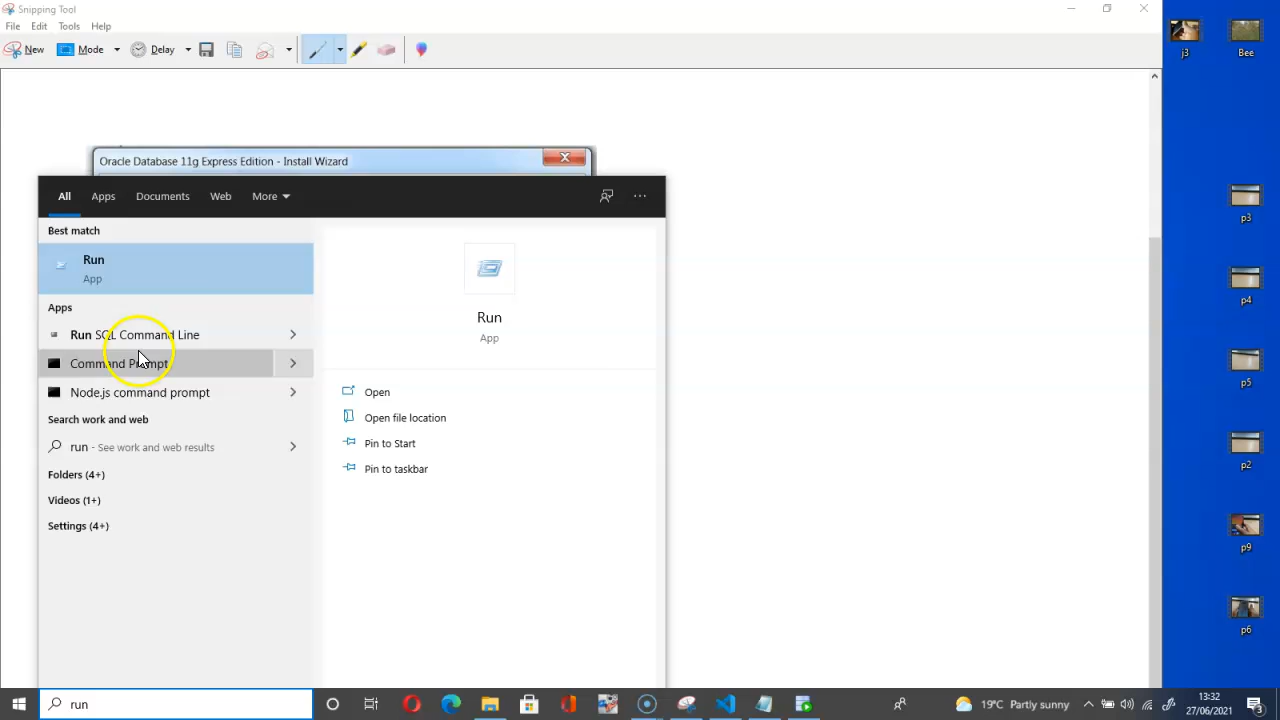 Snipping Tool
File Edit Tools Help
New Mode Delay
Oracle Database 11g Express Edition - Install Wizard
All Apps Documents Web More
Best match
Run
App
Apps
Run SQL Command Line
Command Prompt
Node.js command prompt
Search work and web
run - See work and web results
Folders (4+)
Videos (1+)
Settings (4+)
Run
App
Open
Open file location
Pin to Start
Pin to taskbar
j3
Bee
p3
p4
p5
p2
p9
p6
run
19°C Partly sunny
13:32
27/06/2021
3